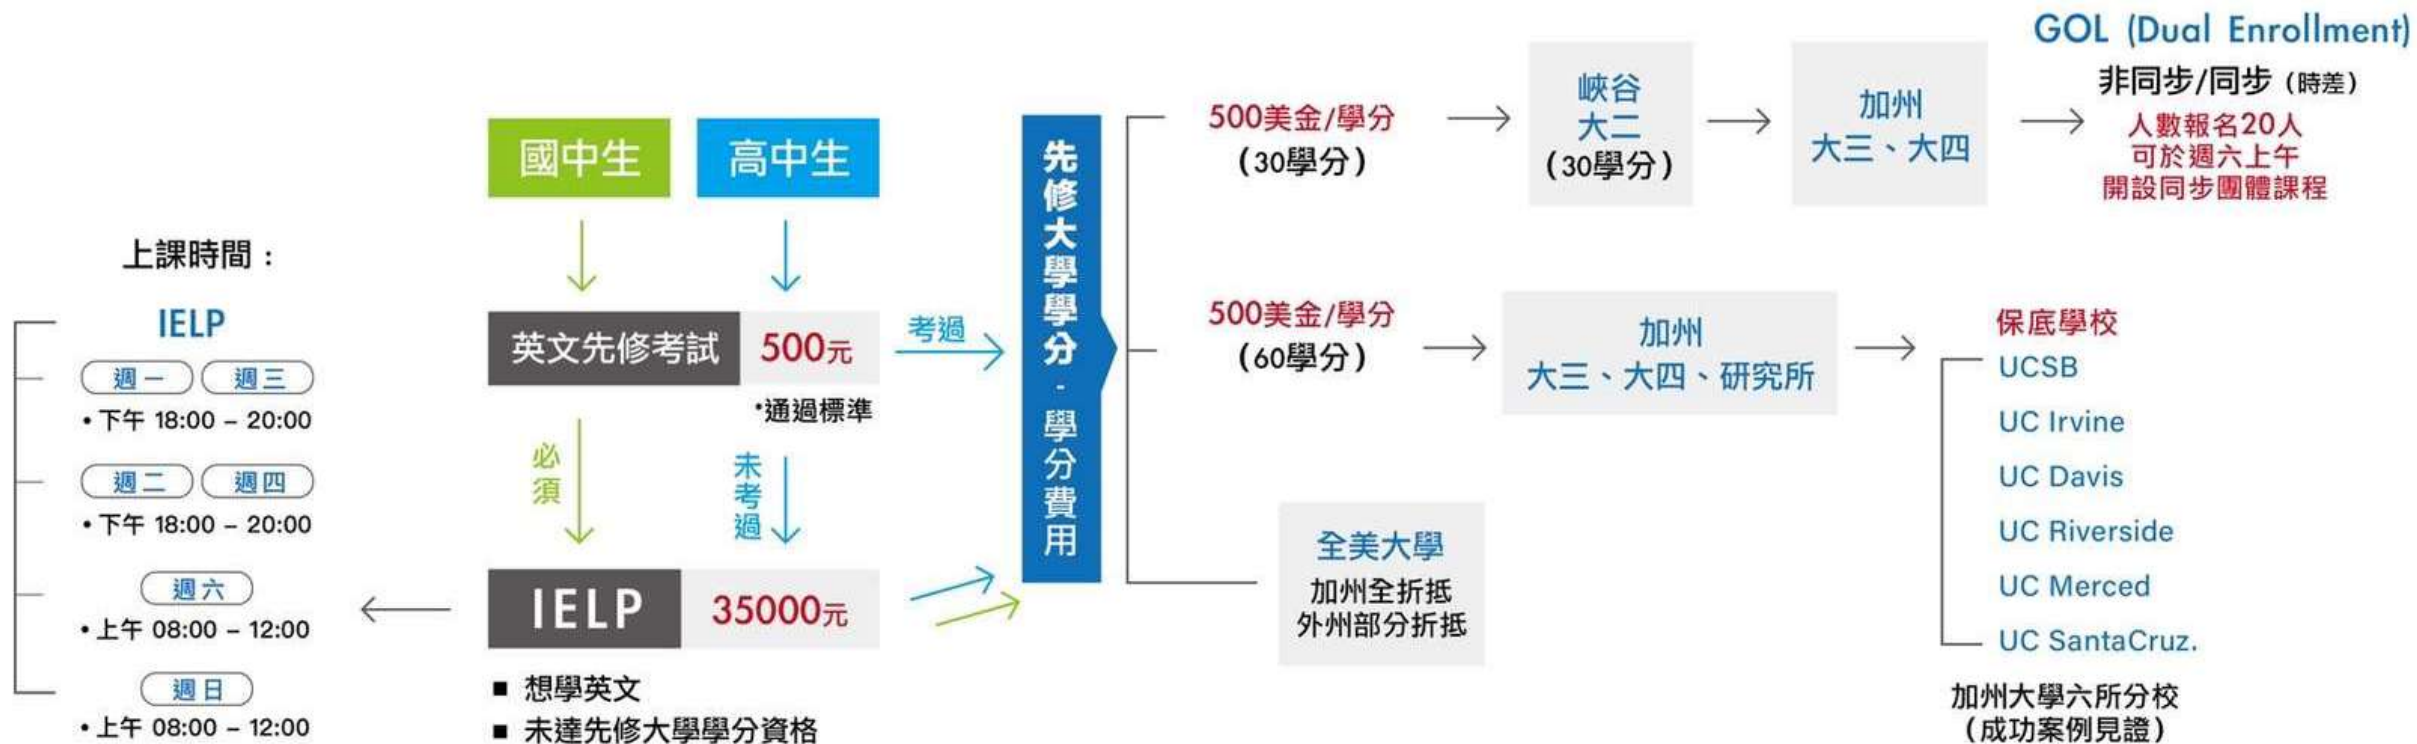 上課時間：
IELP
週一 週三
•下午 18:00 – 20:00
週二 週四
•下午 18:00 – 20:00
週六
•上午 08:00 – 12:00
週日
•上午 08:00 – 12:00
國中生
高中生
英文先修考試 500元
•通過標準
考過
必須
未考過
IELP 35000元
■ 想學英文
■ 未達先修大學學分資格
先修大學學分-學分費用
500美金/學分
(30學分)
峽谷
大二
(30學分)
加州
大三、大四
GOL (Dual Enrollment)
非同步/同步 (時差)
人數報名20人
可於週六上午
開設同步團體課程
500美金/學分
(60學分)
加州
大三、大四、研究所
保底學校
UCSB
UC Irvine
UC Davis
UC Riverside
UC Merced
UC SantaCruz.
加州大學六所分校
(成功案例見證)
全美大學
加州全折抵
外州部分折抵